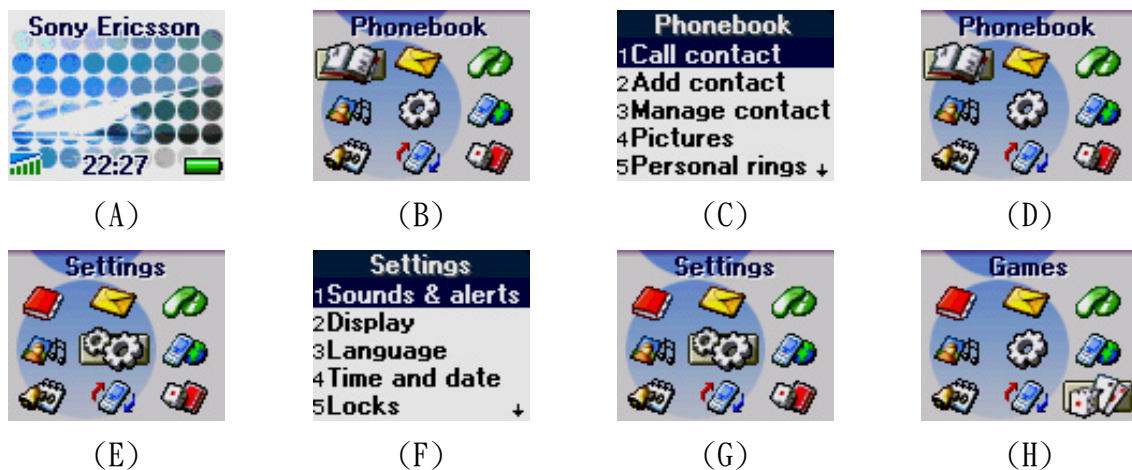 Sony Ericsson
22:27
(A)
Phonebook
(B)
Phonebook
1Call contact
2Add contact
3Manage contact
4Pictures
5Personal rings
(C)
Phonebook
(D)
Settings
(E)
Settings
1Sounds & alerts
2Display
3Language
4Time and date
5Locks
(F)
Settings
(G)
Games
(H)